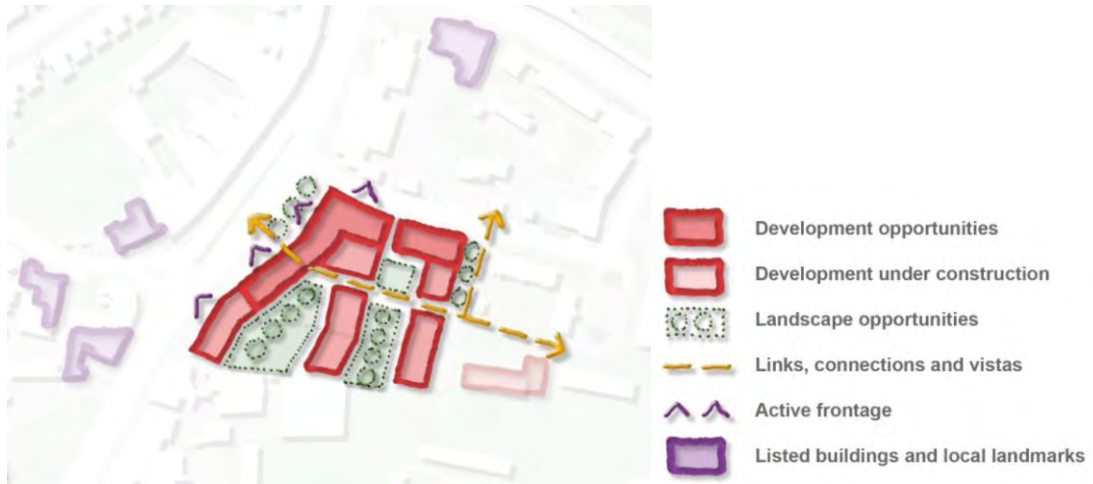 Development opportunities
Development under construction
Landscape opportunities
Links, connections and vistas
Active frontage
Listed buildings and local landmarks